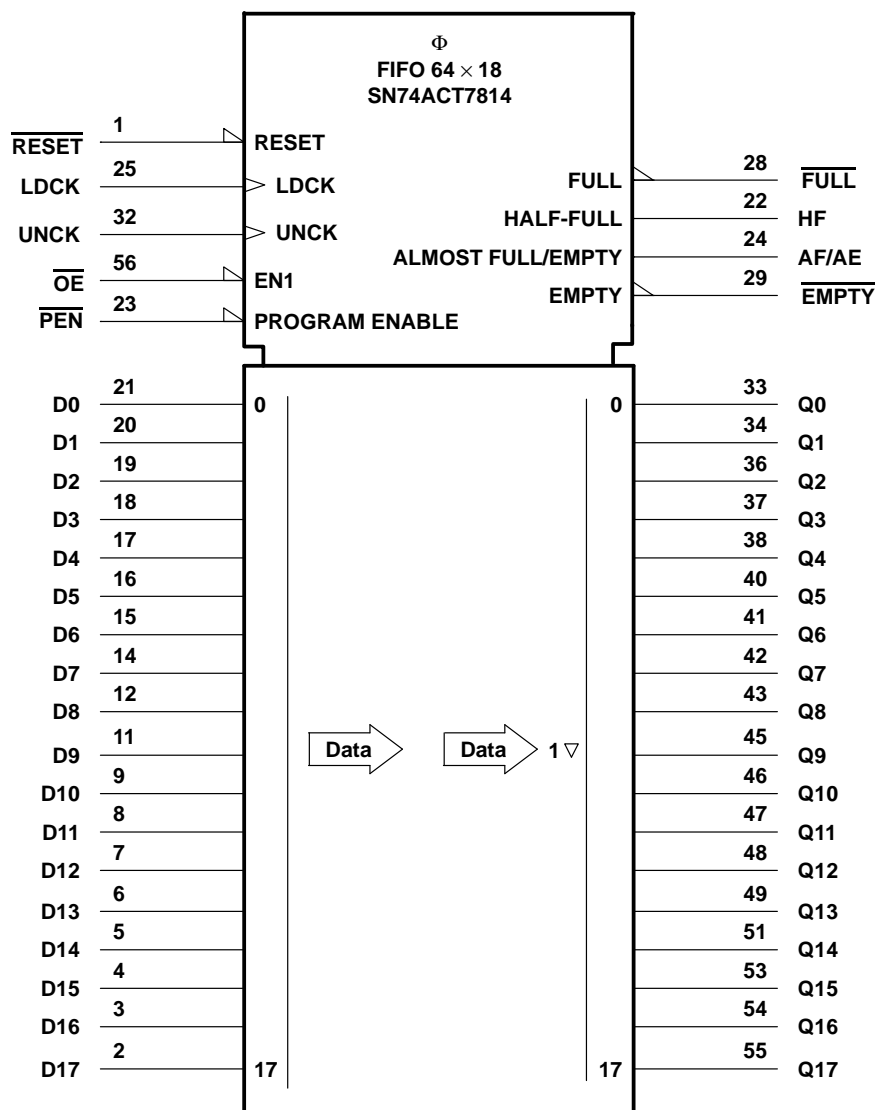 Φ
FIFO 64 × 18
SN74ACT7814
RESET 1 RESET
LDCK 25 LDCK
UNCK 32 UNCK
OE 56 EN1
PEN 23 PROGRAM ENABLE
FULL 28 FULL
HALF-FULL 22 HF
ALMOST FULL/EMPTY 24 AF/AE
EMPTY 29 EMPTY
D0 21 0 0 33 Q0
D1 20 34 Q1
D2 19 36 Q2
D3 18 37 Q3
D4 17 38 Q4
D5 16 40 Q5
D6 15 41 Q6
D7 14 42 Q7
D8 12 43 Q8
D9 11 Data Data 1 ▽ 45 Q9
D10 9 46 Q10
D11 8 47 Q11
D12 7 48 Q12
D13 6 49 Q13
D14 5 51 Q14
D15 4 53 Q15
D16 3 54 Q16
D17 2 17 17 55 Q17